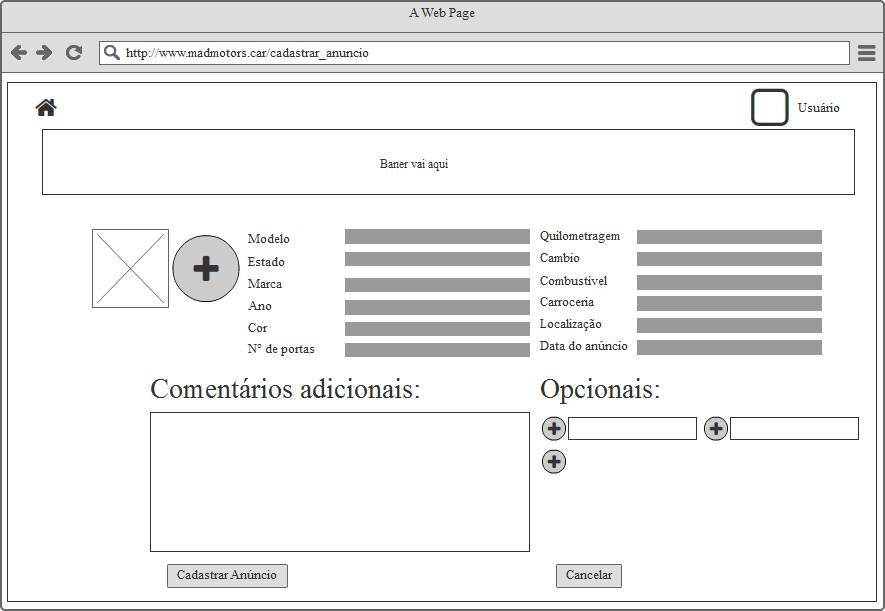 A Web Page
http://www.madmotors.car/cadastrar_anuncio
Usuário
Baner vai aqui
Modelo
Estado
Marca
Ano
Cor
N° de portas
Quilometragem
Cambio
Combustivel
Carroceria
Localização
Data do anúncio
Comentários adicionais:
Opcionais:
Cadastrar Anúncio
Cancelar